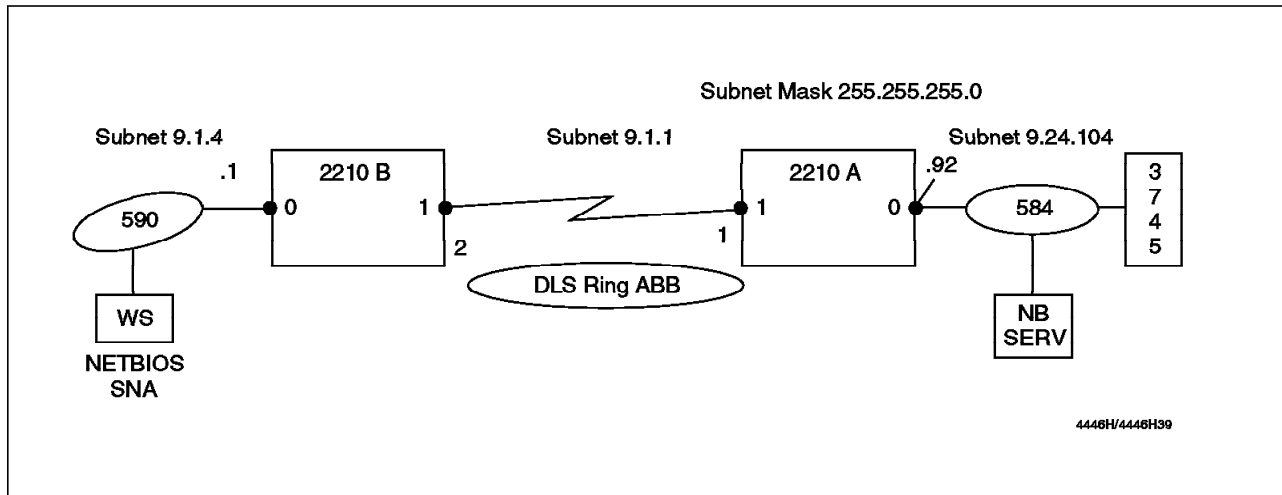 Subnet Mask 255.255.255.0
Subnet 9.1.4
Subnet 9.1.1
Subnet 9.24.104
.1
2210 B
2210 A
.92
590
0
1
1
0
584
3
7
4
5
2
1
DLS Ring ABB
WS
NB
SERV
NETBIOS
SNA
4446H/4446H39